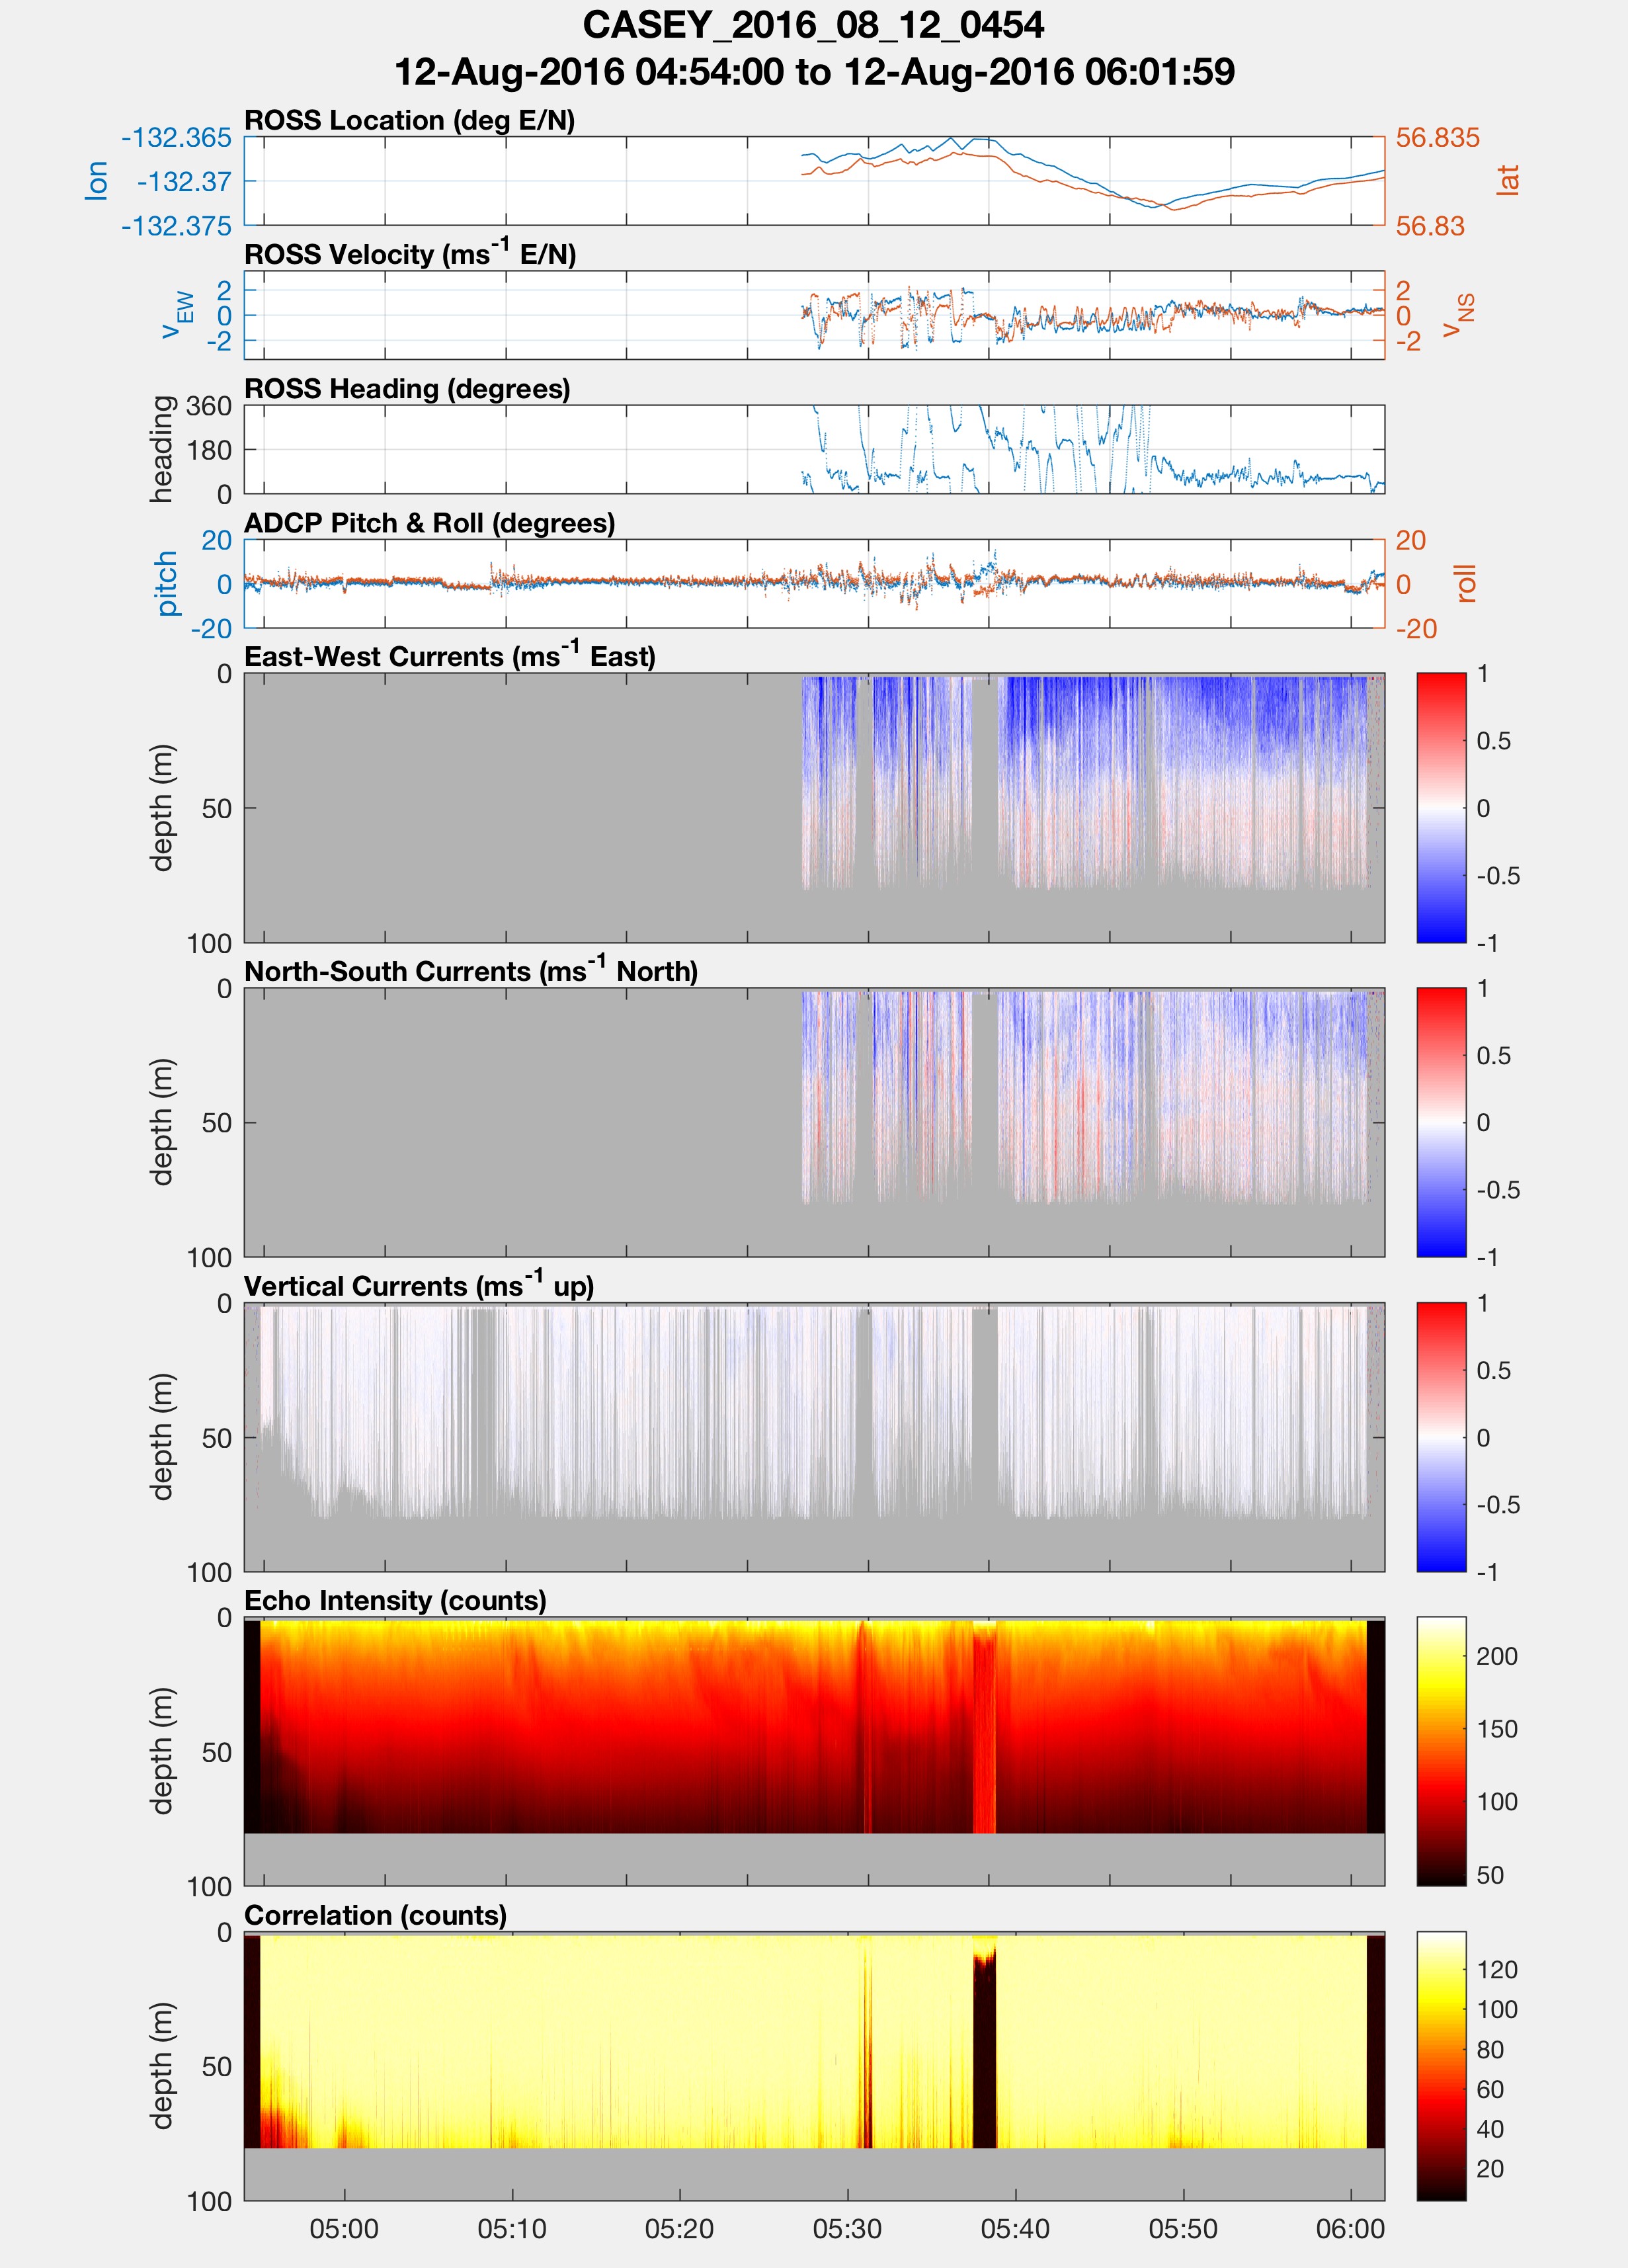 CASEY_2016_08_12_0454
12-Aug-2016 04:54:00 to 12-Aug-2016 06:01:59
ROSS Location (deg E/N)
-132.365
-132.37
-132.375
lon
56.835
56.83
lat
ROSS Velocity (ms-1 E/N)
2
0
-2
vEW
2
0
-2
vNS
ROSS Heading (degrees)
360
180
0
heading
ADCP Pitch & Roll (degrees)
20
0
-20
pitch
20
0
-20
roll
East-West Currents (ms-1 East)
0
50
100
depth (m)
1
0.5
0
-0.5
-1
North-South Currents (ms-1 North)
0
50
100
depth (m)
1
0.5
0
-0.5
-1
Vertical Currents (ms-1 up)
0
50
100
depth (m)
1
0.5
0
-0.5
-1
Echo Intensity (counts)
0
50
100
depth (m)
200
150
100
50
Correlation (counts)
0
50
100
depth (m)
120
100
80
60
40
20
05:00 05:10 05:20 05:30 05:40 05:50 06:00